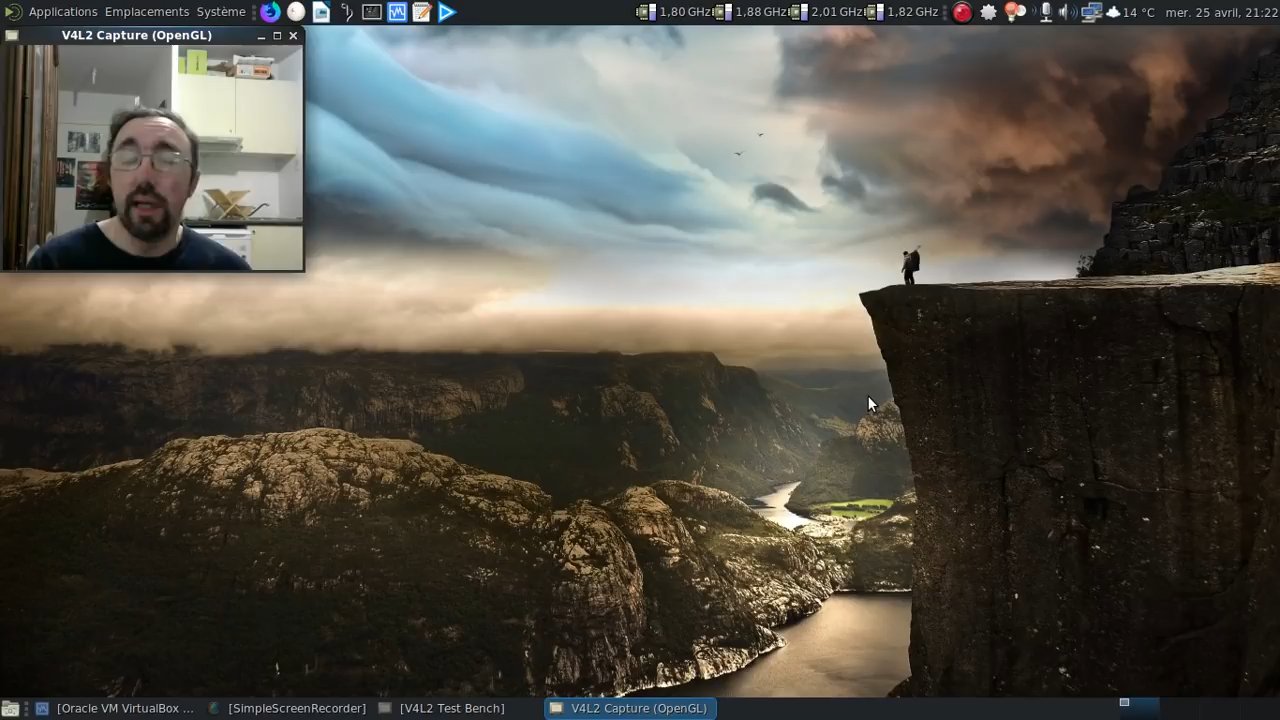 Applications Emplacements Système 1,80 GHz 1,88 GHz 2,01 GHz 1,82 GHz 14 °C mer. 25 avril, 21:22
V4L2 Capture (OpenGL)
[Oracle VM VirtualBox ... [SimpleScreenRecorder] [V4L2 Test Bench] V4L2 Capture (OpenGL)